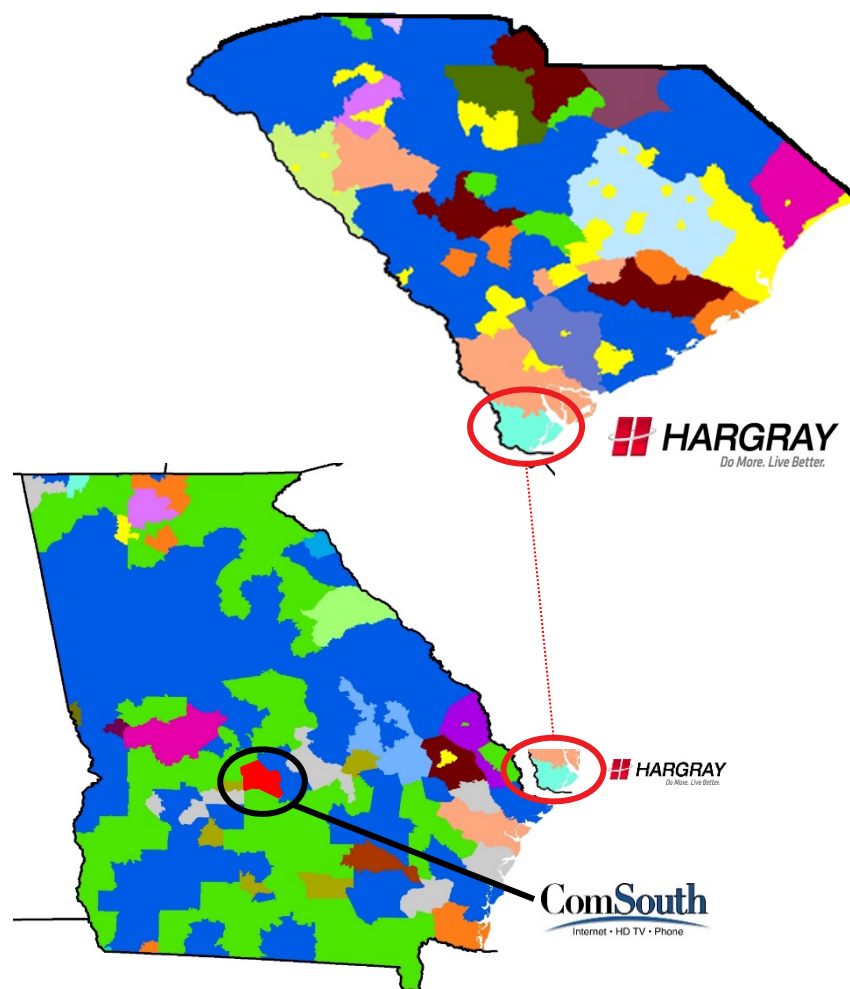 HARGRAY
Do More. Live Better.
HARGRAY
Do More. Live Better.
ComSouth
Internet • HD TV • Phone